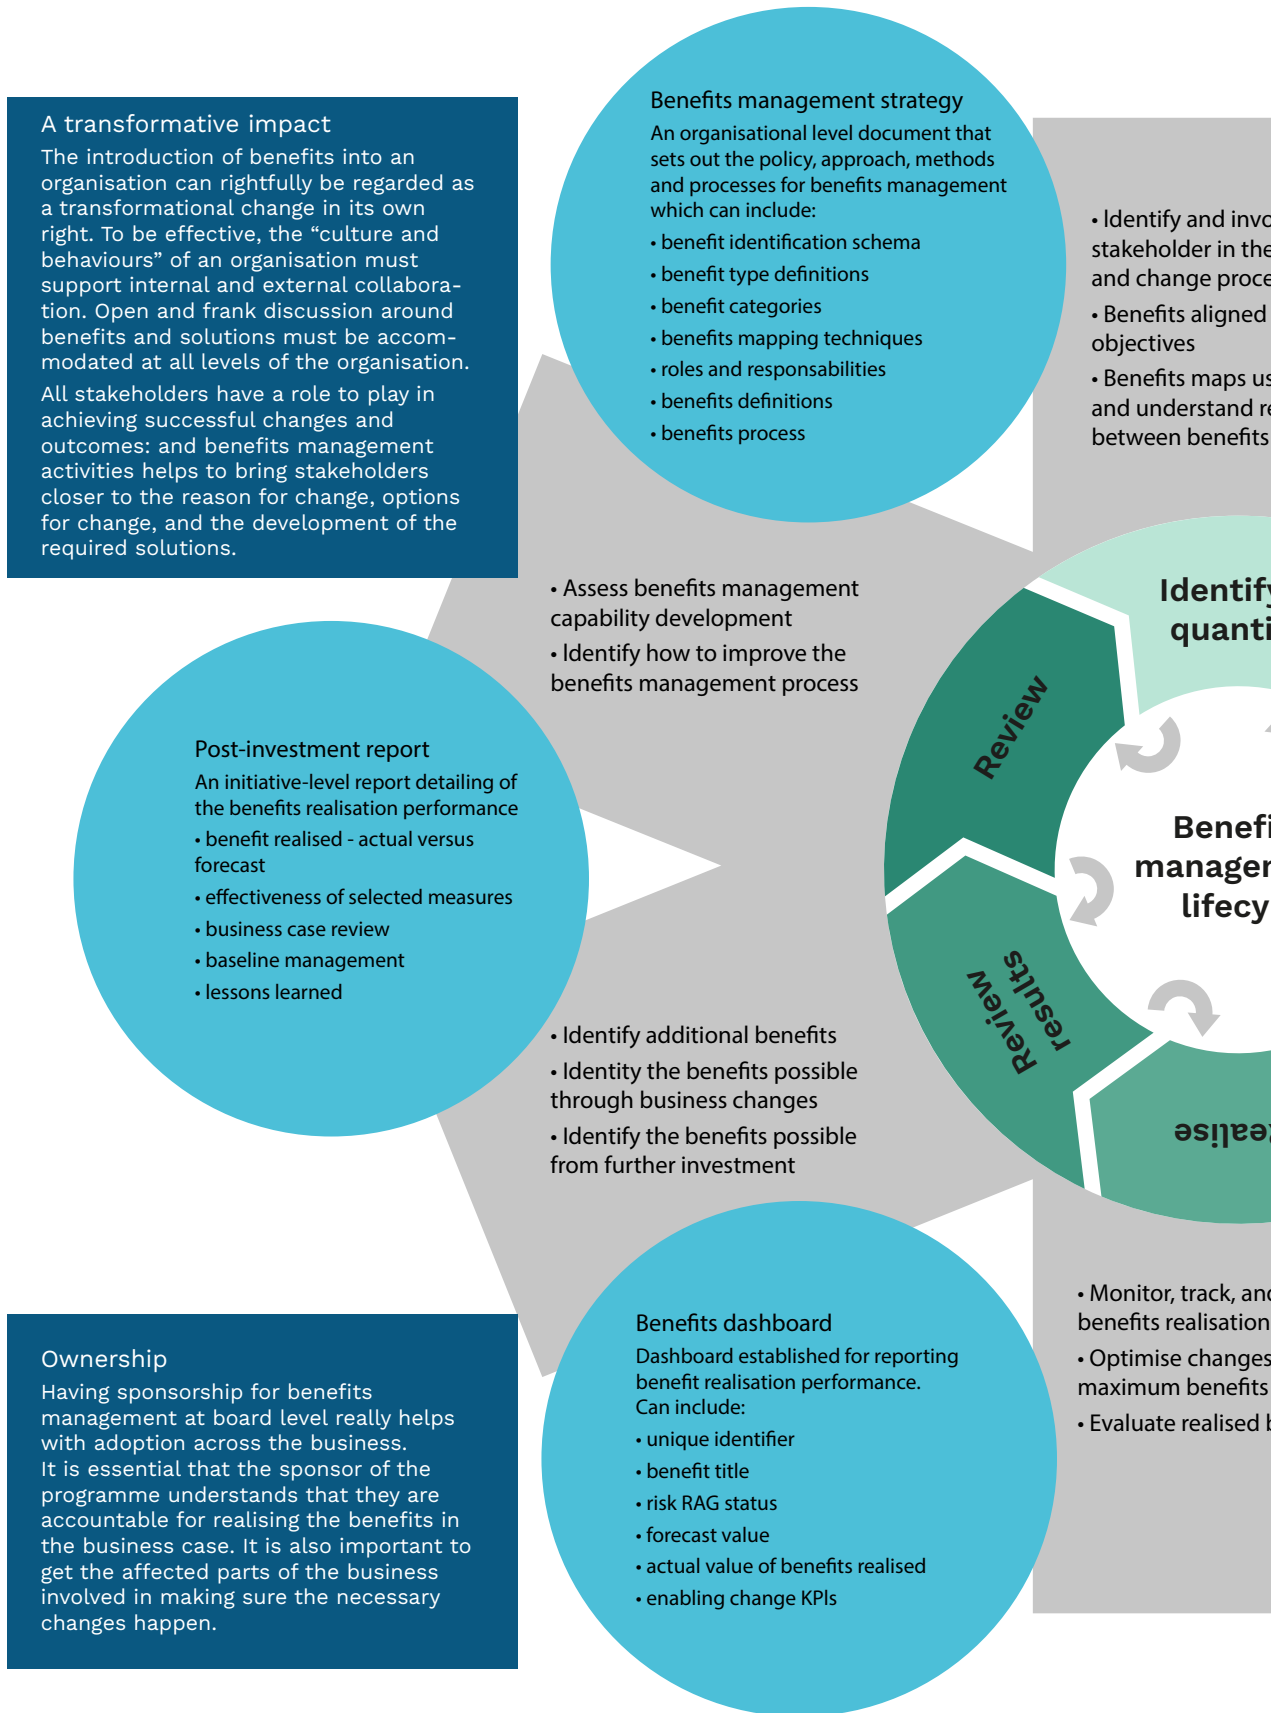 A transformative impact
The introduction of benefits into an
organisation can rightfully be regarded as
a transformational change in its own
right. To be effective, the “culture and
behaviours” of an organisation must
support internal and external collabora-
tion. Open and frank discussion around
benefits and solutions must be accom-
modated at all levels of the organisation.
All stakeholders have a role to play in
achieving successful changes and
outcomes: and benefits management
activities helps to bring stakeholders
closer to the reason for change, options
for change, and the development of the
required solutions.
Benefits management strategy
An organisational level document that
sets out the policy, approach, methods
and processes for benefits management
which can include:
• benefit identification schema
• benefit type definitions
• benefit categories
• benefits mapping techniques
• roles and responsabilities
• benefits definitions
• benefits process
• Identify and
stakeholder in the
and change
• Benefits aligned
objectives
• Benefits maps
and understand
between benefits
• Assess benefits management
capability development
• Identify how to improve the
benefits management process
Post-investment report
An initiative-level report detailing of
the benefits realisation performance
• benefit realised - actual versus
forecast
• effectiveness of selected measures
• business case review
• baseline management
• lessons learned
Review
Review
results
• Identify additional benefits
• Identity the benefits possible
through business changes
• Identify the benefits possible
from further investment
Benefits dashboard
Dashboard established for reporting
benefit realisation performance.
Can include:
• unique identifier
• benefit title
• risk RAG status
• forecast value
• actual value of benefits realised
• enabling change KPIs
• Monitor, track,
benefits realisation
• Optimise changes
maximum benefits
• Evaluate realised
Ownership
Having sponsorship for benefits
management at board level really helps
with adoption across the business.
It is essential that the sponsor of the
programme understands that they are
accountable for realising the benefits in
the business case. It is also important to
get the affected parts of the business
involved in making sure the necessary
changes happen.